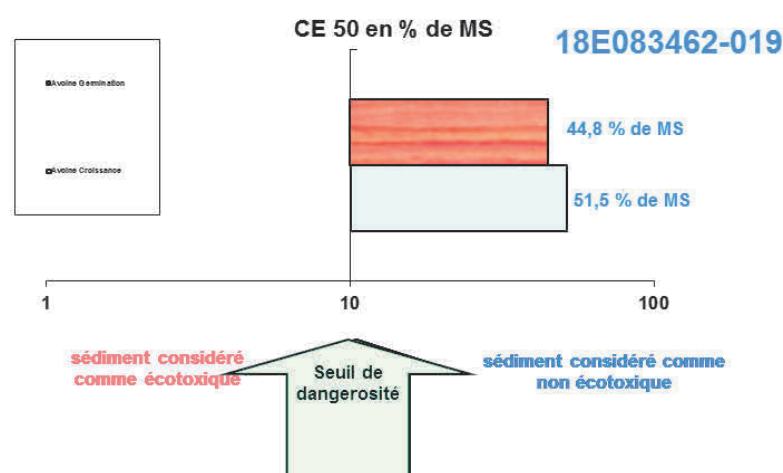 CE 50 en % de MS
18E083462-019
Avoine Germination
Avoine Croissance
44,8 % de MS
51,5 % de MS
1
10
100
sédiment considéré
comme écotoxique
Seuil de
dangerosité
sédiment considéré comme
non écotoxique